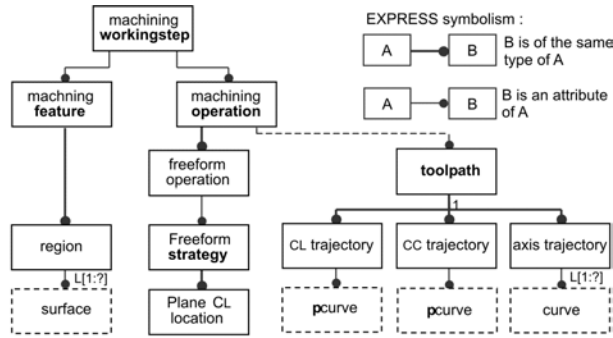 machining
workingstep
EXPRESS symbolism :
A
B
B is of the same
type of A
machning
feature
machining
operation
A
B
B is an attribute
of A
freeform
operation
toolpath
1
region
Freeform
strategy
CL trajectory
CC trajectory
axis trajectory
L[1:?]
L[1:?]
surface
Plane CL
location
pcurve
pcurve
curve